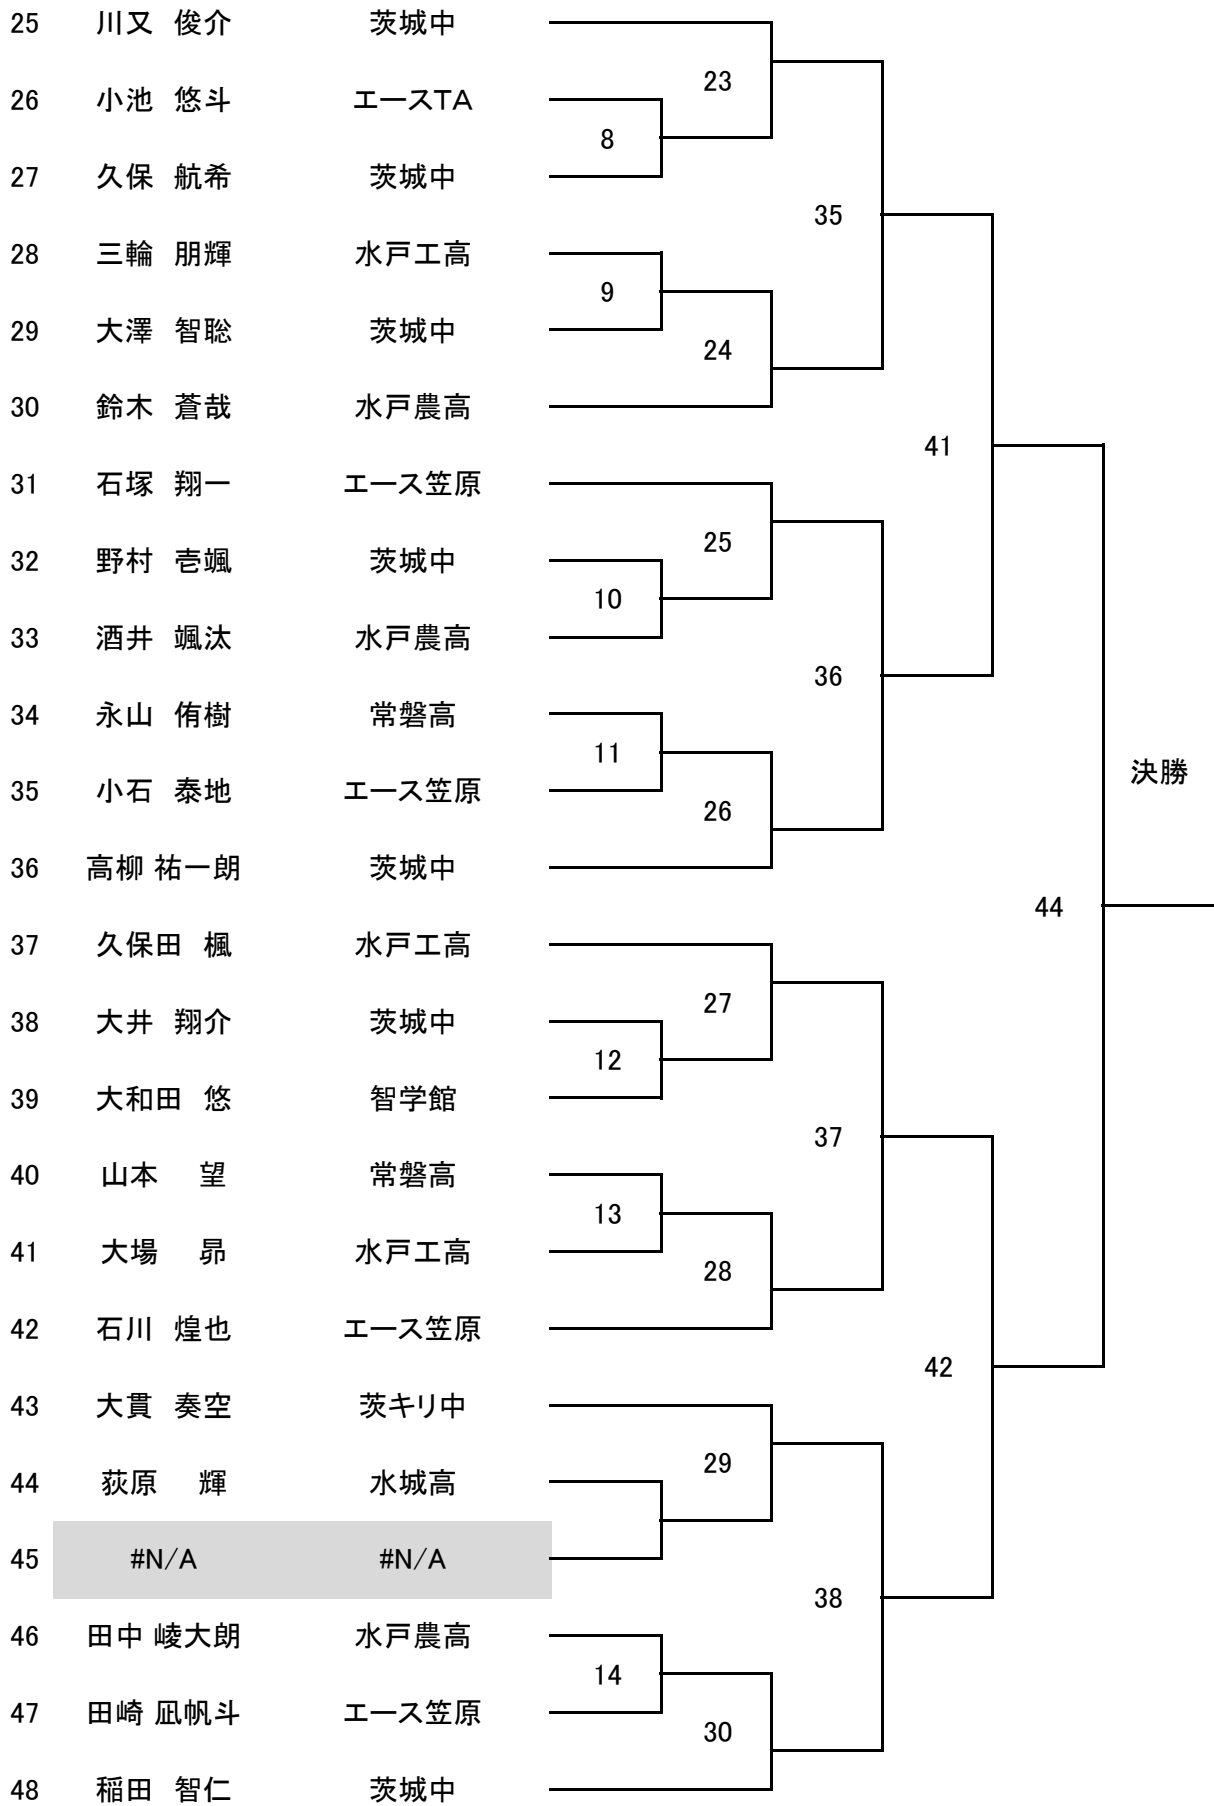 25 川又 俊介 茨城中
23
26 小池 悠斗 エースTA
8
27 久保 航希 茨城中
35
28 三輪 朋輝 水戸工高
9
29 大澤 智聡 茨城中
24
30 鈴木 蒼哉 水戸農高
41
31 石塚 翔一 エース笠原
25
32 野村 壱颯 茨城中
10
33 酒井 颯汰 水戸農高
36
34 永山 侑樹 常磐高
11
決勝
35 小石 泰地 エース笠原
26
36 高柳 祐一朗 茨城中
44
37 久保田 楓 水戸工高
27
38 大井 翔介 茨城中
12
39 大和田 悠 智学館
37
40 山本 望 常磐高
13
41 大場 昴 水戸工高
28
42 石川 煌也 エース笠原
42
43 大貫 奏空 茨キリ中
29
44 荻原 輝 水城高
45 #N/A #N/A
38
46 田中 崚大朗 水戸農高
14
47 田崎 凪帆斗 エース笠原
30
48 稲田 智仁 茨城中